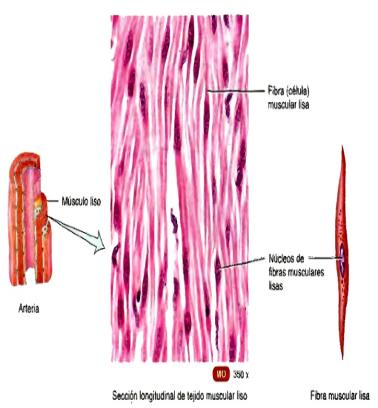 Fibra (célula)
muscular lisa
Músculo liso
Núcleos de
fibras musculares
lisas
Arteria
MO 350 x
Sección longitudinal de tejido muscular liso
Fibra muscular lisa